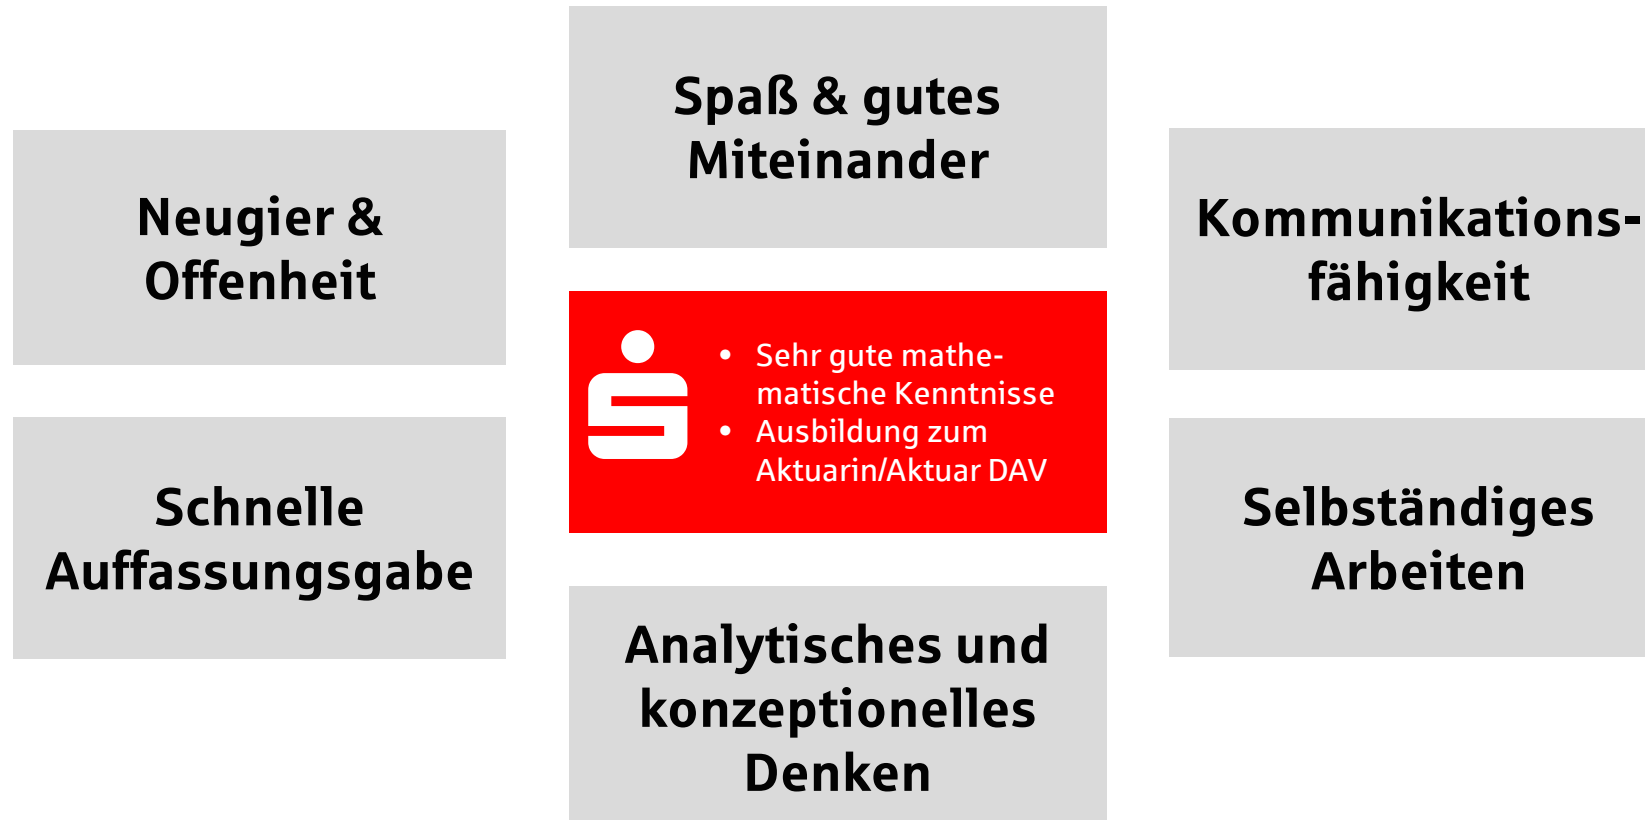 Spaß & gutes
Miteinander
Neugier &
Offenheit
Kommunikations-
fähigkeit
• Sehr gute mathe-
matische Kenntnisse
• Ausbildung zum
Aktuarin/Aktuar DAV
Schnelle
Auffassungsgabe
Selbständiges
Arbeiten
Analytisches und
konzeptionelles
Denken